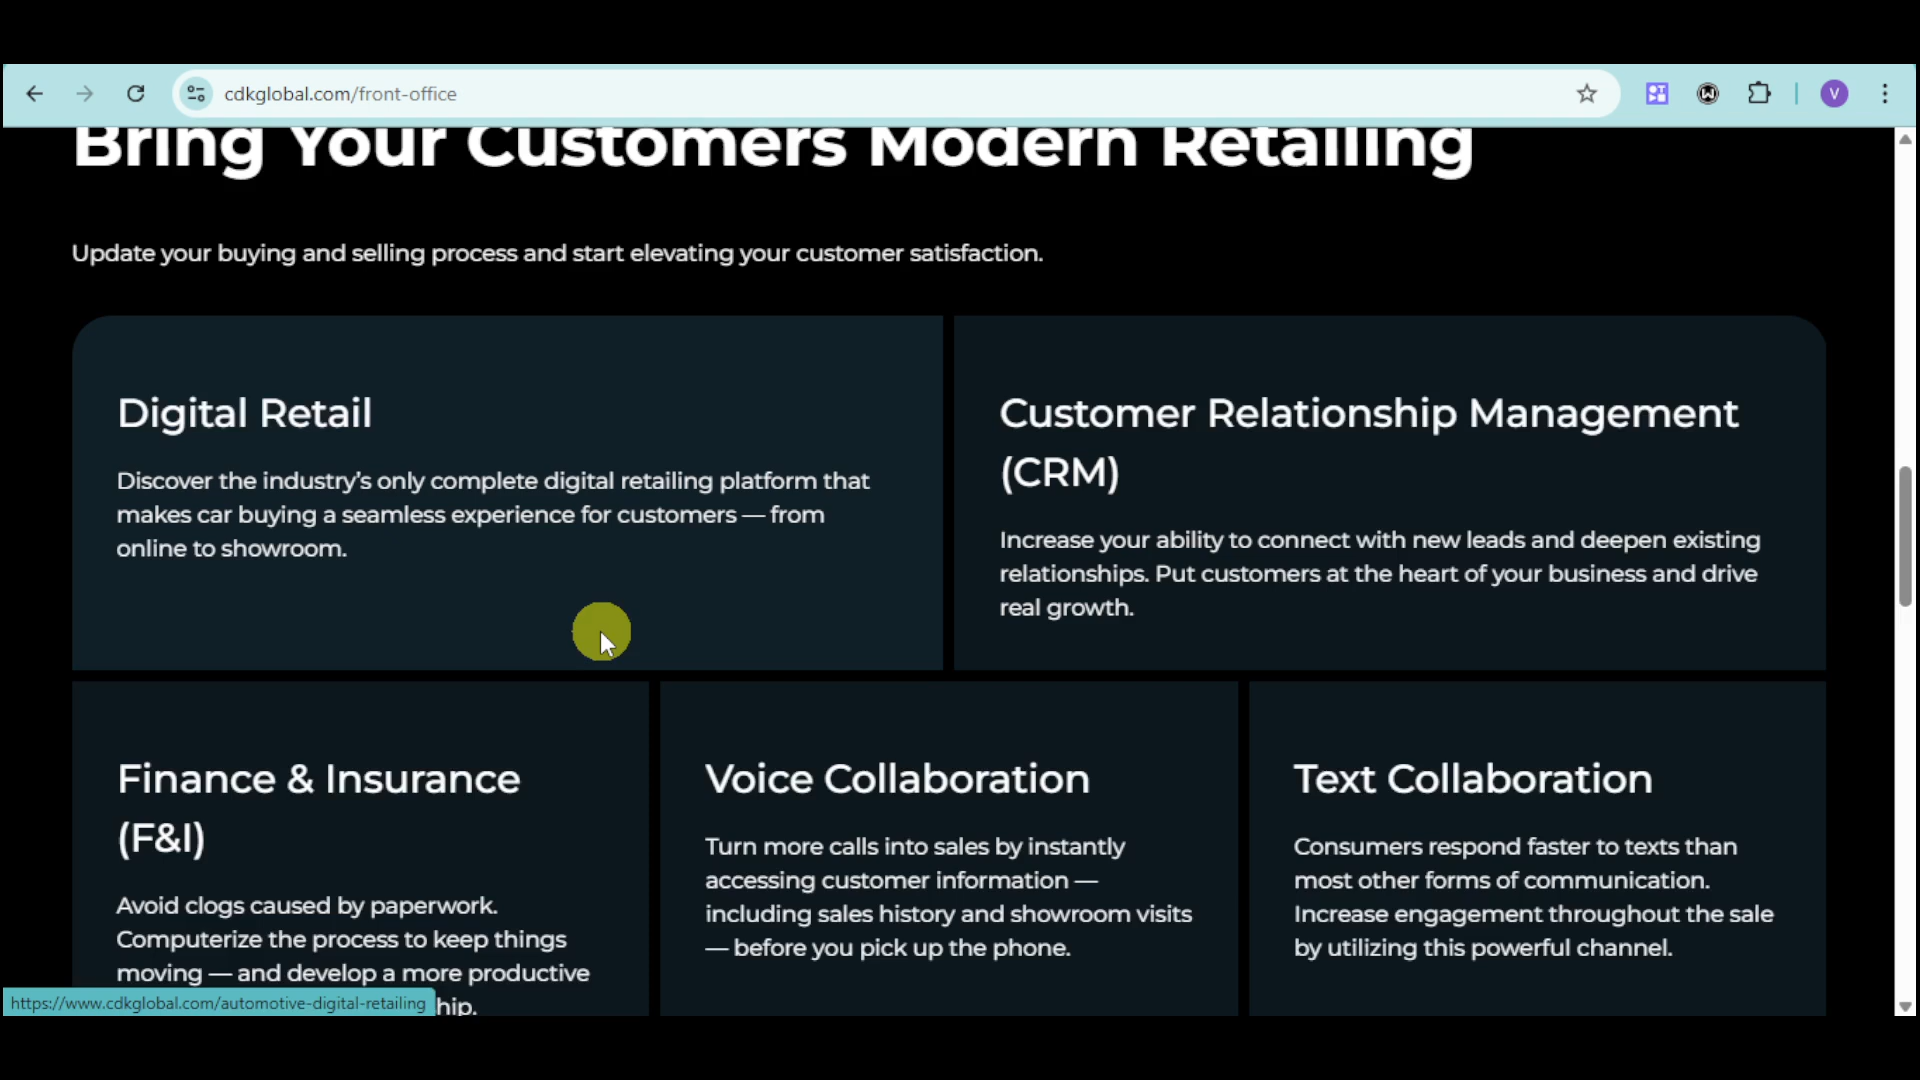 cdkglobal.com/front-office
V
Bring Your Customers Modern Retailing
Update your buying and selling process and start elevating your customer satisfaction.
Digital Retail
Discover the industry’s only complete digital retailing platform that
makes car buying a seamless experience for customers — from
online to showroom.
Customer Relationship Management
(CRM)
Increase your ability to connect with new leads and deepen existing
relationships. Put customers at the heart of your business and drive
real growth.
Finance & Insurance
(F&I)
Avoid clogs caused by paperwork.
Computerize the process to keep things
moving — and develop a more productive
hip.
Voice Collaboration
Turn more calls into sales by instantly
accessing customer information —
including sales history and showroom visits
— before you pick up the phone.
Text Collaboration
Consumers respond faster to texts than
most other forms of communication.
Increase engagement throughout the sale
by utilizing this powerful channel.
https://www.cdkglobal.com/automotive-digital-retailing